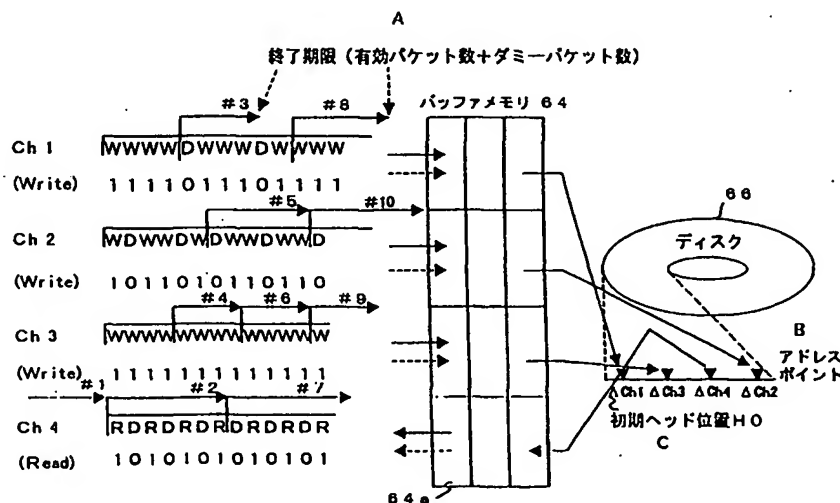 A
終了期限 (有効パケット数+ダミーパケット数)
#3 #8
バッファメモリ 64
Ch 1 WWWWDWWWDWWWW
(Write) 1111011101111
#5 #10
66
Ch 2 WDWWDWDWWDWWD
ディスク
(Write) 1011010110110
#4 #6 #9
B
Ch 3 WWWWWWWWWWWWW
アドレス
ポイント
(Write) 1111111111111
#1 #2 #7
ΔCh1 ΔCh3 ΔCh4 ΔCh2
Ch 4 RDRDRDRDRDRDR
初期ヘッド位置H0
C
(Read) 1010101010101
64a